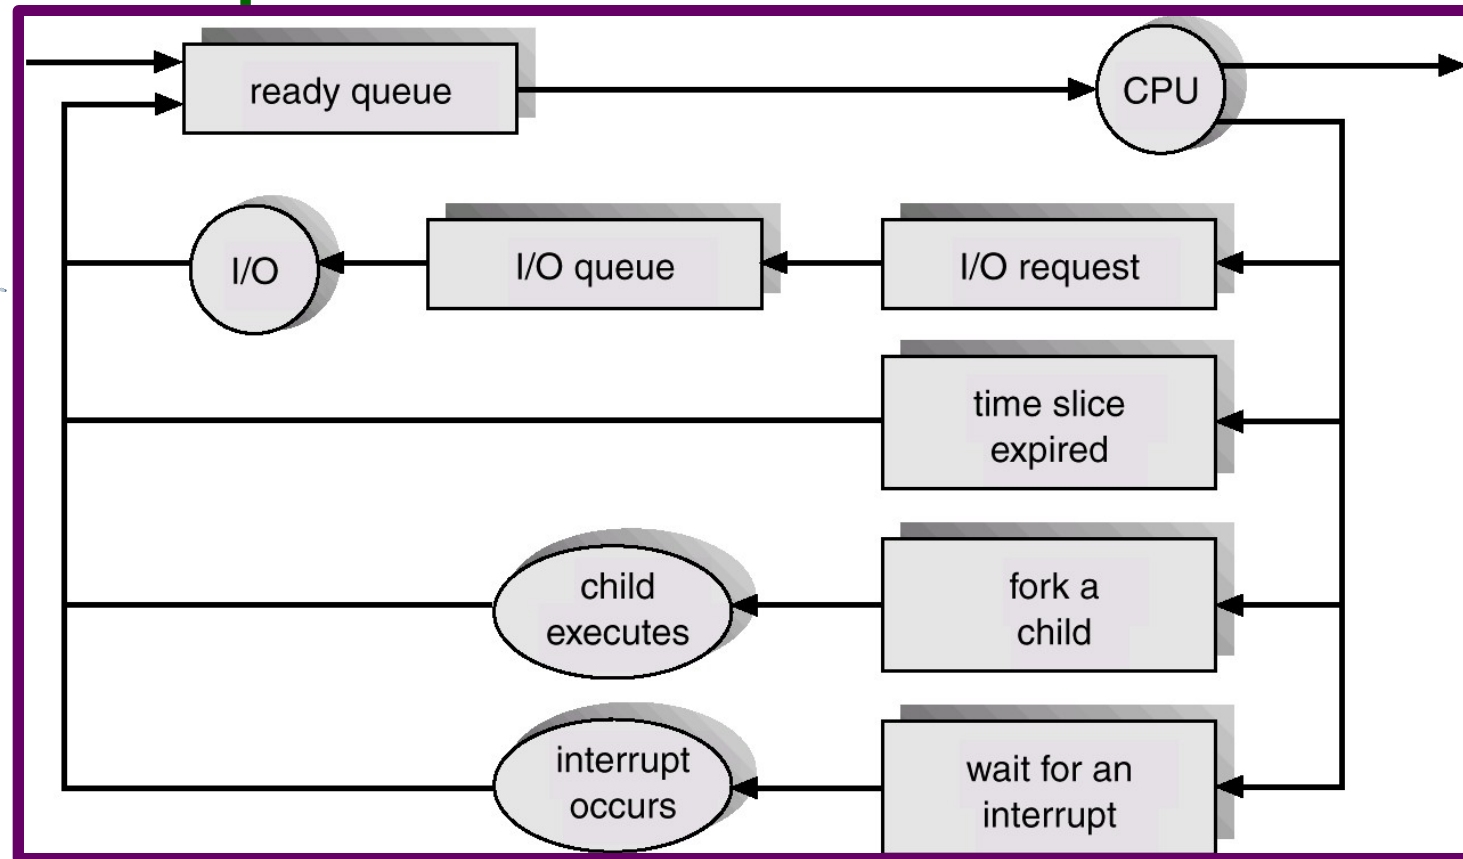 ready queue
CPU
I/O
I/O queue
I/O request
time slice
expired
child
executes
fork a
child
interrupt
occurs
wait for an
interrupt